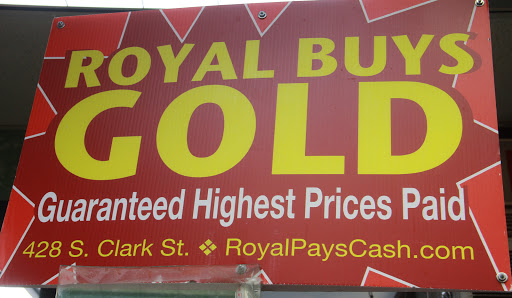 ROYAL BUYS
GOLD
Guaranteed Highest Prices Paid
428 S. Clark St. ❖ RoyalPaysCash.com